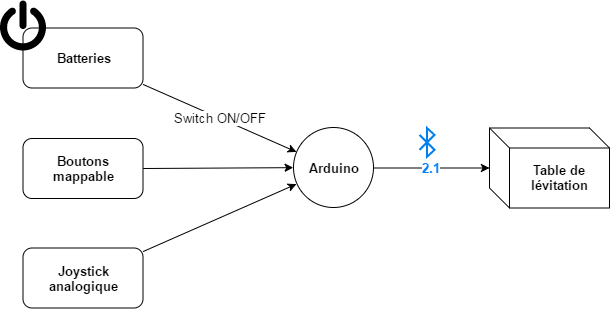 Batteries
Switch ON/OFF
Boutons
mappable
Arduino
2.1
Table de
lévitation
Joystick
analogique